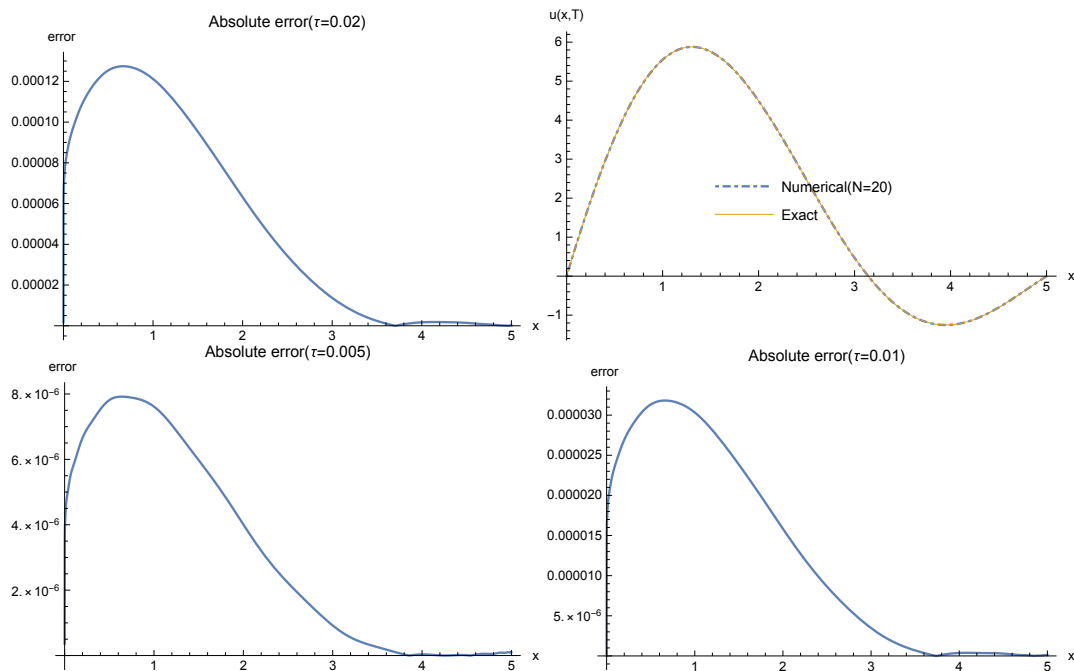 Absolute error(τ=0.02)
error
0.00012
0.00010
0.00008
0.00006
0.00004
0.00002
1 2 3 4 5 x
u(x,T)
6
5
4
3
2
1
-1
1 2 3 4 5 x
Numerical(N=20)
Exact
Absolute error(τ=0.005)
error
8.×10⁻⁶
6.×10⁻⁶
4.×10⁻⁶
2.×10⁻⁶
1 2 3 4 5 x
Absolute error(τ=0.01)
error
0.000030
0.000025
0.000020
0.000015
0.000010
5.×10⁻⁶
1 2 3 4 5 x